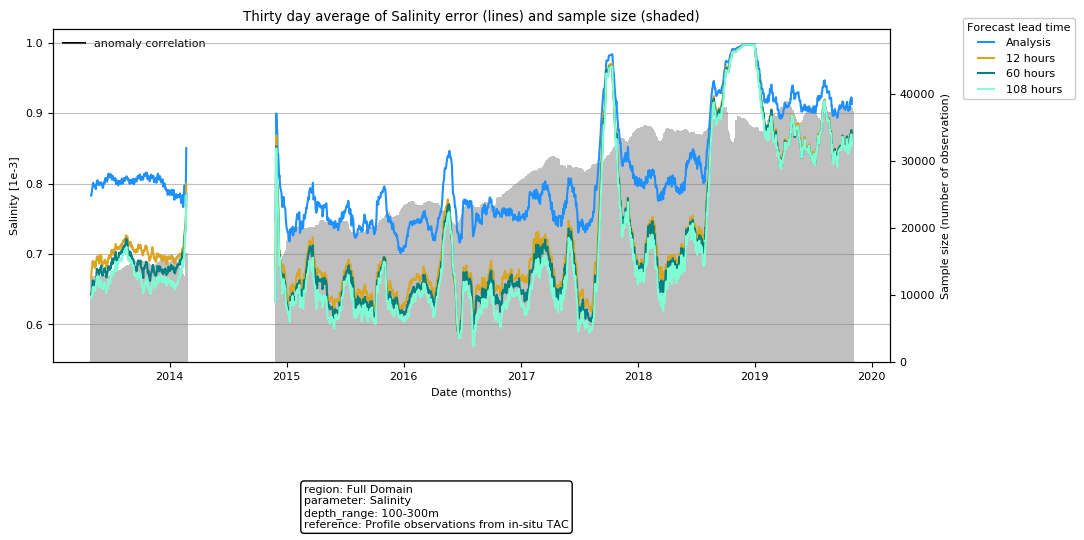 Thirty day average of Salinity error (lines) and sample size (shaded)
Forecast lead time
Analysis
12 hours
60 hours
108 hours
anomaly correlation
Salinity [1e-3]
1.0
0.9
0.8
0.7
0.6
40000
30000
20000
10000
0
Sample size (number of observation)
2014 2015 2016 2017 2018 2019 2020
Date (months)
region: Full Domain
parameter: Salinity
depth_range: 100-300m
reference: Profile observations from in-situ TAC